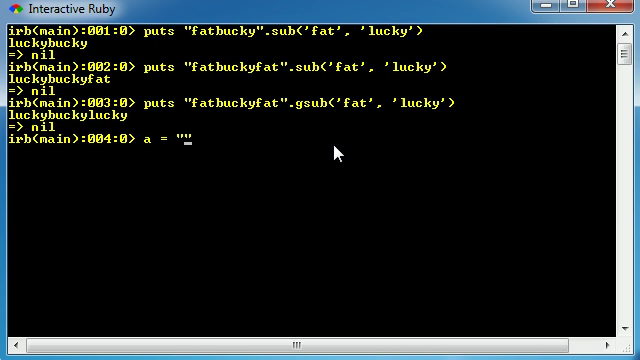 Interactive Ruby
irb(main):001:0> puts "fatbucky".sub('fat', 'lucky')
luckybucky
=> nil
irb(main):002:0> puts "fatbuckyfat".sub('fat', 'lucky')
luckybuckyfat
=> nil
irb(main):003:0> puts "fatbuckyfat".gsub('fat', 'lucky')
luckybuckylucky
=> nil
irb(main):004:0> a = ""